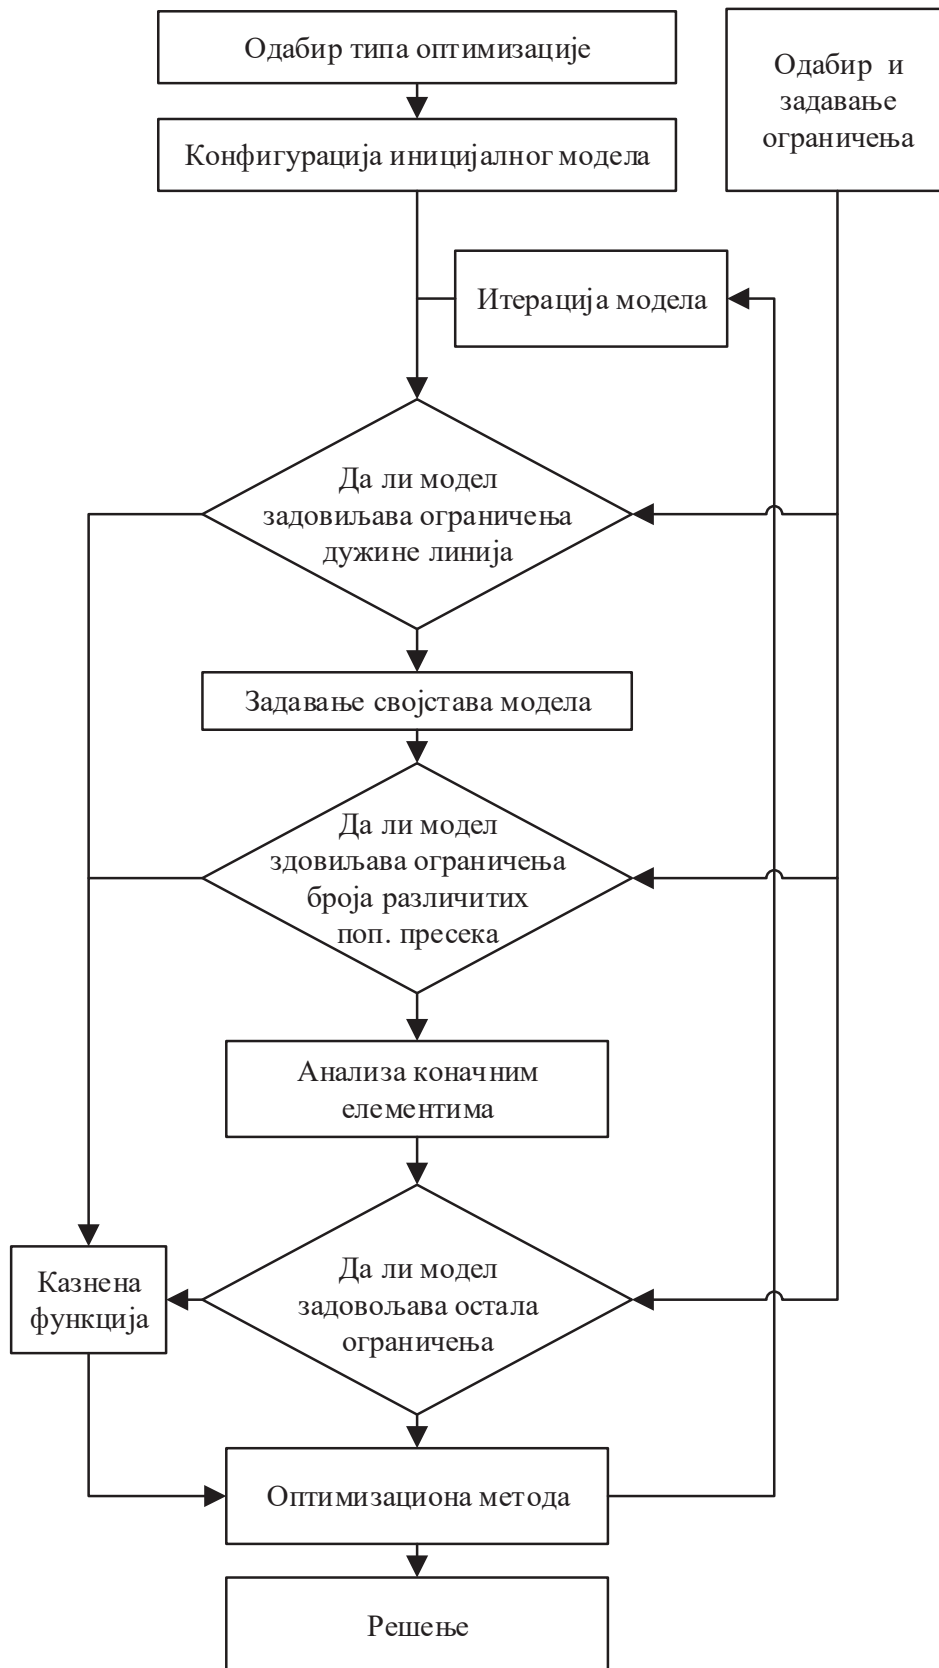 Одабир типа оптимизације
Одабир и
задавање
ограничења
Конфигурација иницијалног модела
Итерација модела
Да ли модел
задовиљава ограничења
дужине линија
Задавање својстава модела
Да ли модел
здовиљава ограничења
броја различитих
поп. пресека
Анализа коначним
елементима
Казнена
функција
Да ли модел
задовољава остала
ограничења
Оптимизациона метода
Решење